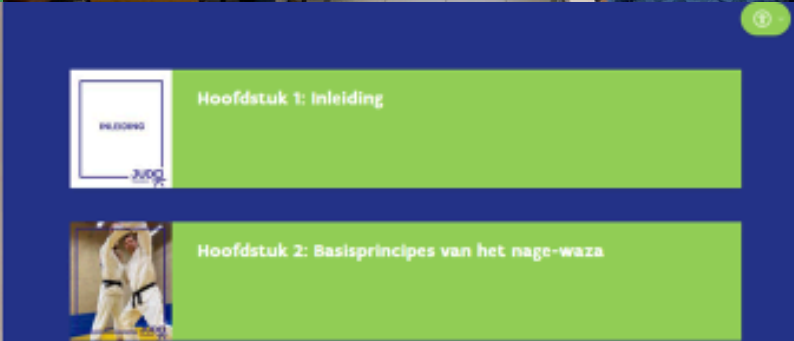 Hoofdstuk 1: Inleiding
INLEIDING
JUDO
Hoofdstuk 2: Basisprincipes van het nage-waza
JUDO